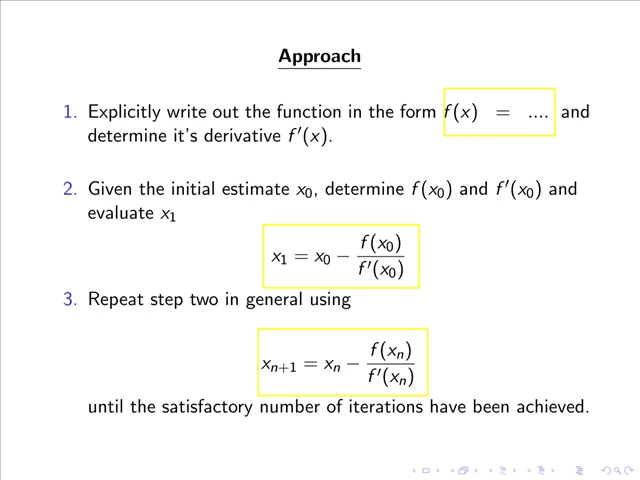 Approach
1. Explicitly write out the function in the form f(x) = .... and
determine it's derivative f′(x).
2. Given the initial estimate x₀, determine f(x₀) and f′(x₀) and
evaluate x₁
x₁ = x₀ − f(x₀)/f′(x₀)
3. Repeat step two in general using
xₙ₊₁ = xₙ − f(xₙ)/f′(xₙ)
until the satisfactory number of iterations have been achieved.